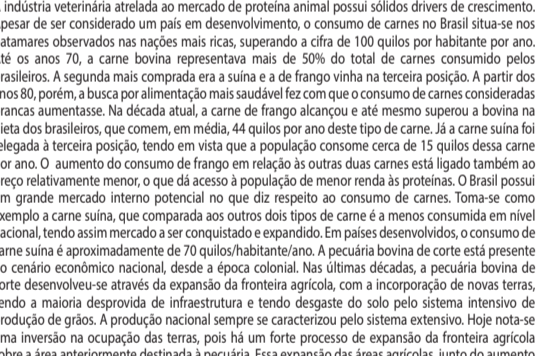 indústria veterinária atrelada ao mercado de proteína animal possui sólidos drivers de crescimento.
pesar de ser considerado um país em desenvolvimento, o consumo de carnes no Brasil situa-se nos
atamares observados nas nações mais ricas, superando a cifra de 100 quilos por habitante por ano.
té os anos 70, a carne bovina representava mais de 50% do total de carnes consumido pelos
rasileiros. A segunda mais comprada era a suína e a de frango vinha na terceira posição. A partir dos
nos 80, porém, a busca por alimentação mais saudável fez com que o consumo de carnes consideradas
rancas aumentasse. Na década atual, a carne de frango alcançou e até mesmo superou a bovina na
ieta dos brasileiros, que comem, em média, 44 quilos por ano deste tipo de carne. Já a carne suína foi
elegada à terceira posição, tendo em vista que a população consome cerca de 15 quilos dessa carne
or ano. O aumento do consumo de frango em relação às outras duas carnes está ligado também ao
reço relativamente menor, o que dá acesso à população de menor renda às proteínas. O Brasil possui
m grande mercado interno potencial no que diz respeito ao consumo de carnes. Toma-se como
xemplo a carne suína, que comparada aos outros dois tipos de carne é a menos consumida em nível
acional, tendo assim mercado a ser conquistado e expandido. Em países desenvolvidos, o consumo de
arne suína é aproximadamente de 70 quilos/habitante/ano. A pecuária bovina de corte está presente
o cenário econômico nacional, desde a época colonial. Nas últimas décadas, a pecuária bovina de
orte desenvolveu-se através da expansão da fronteira agrícola, com a incorporação de novas terras,
endo a maioria desprovida de infraestrutura e tendo desgaste do solo pelo sistema intensivo de
rodução de grãos. A produção nacional sempre se caracterizou pelo sistema extensivo. Hoje nota-se
ma inversão na ocupação das terras, pois há um forte processo de expansão da fronteira agrícola
obre a área anteriormente destinada à pecuária. Essa expansão das áreas agrícolas, junto do aumento